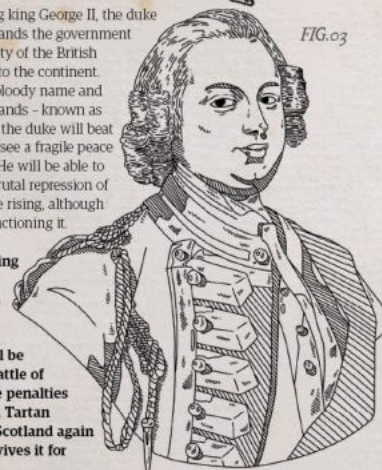 g king George II, the duke
ands the government
ty of the British
to the continent.
loody name and
ands – known as
the duke will beat
see a fragile peace
He will be able to
rutal repression of
e rising, although
nctioning it.
ing
l be
attle of
e penalties
. Tartan
Scotland again
vives it for
FIG.03